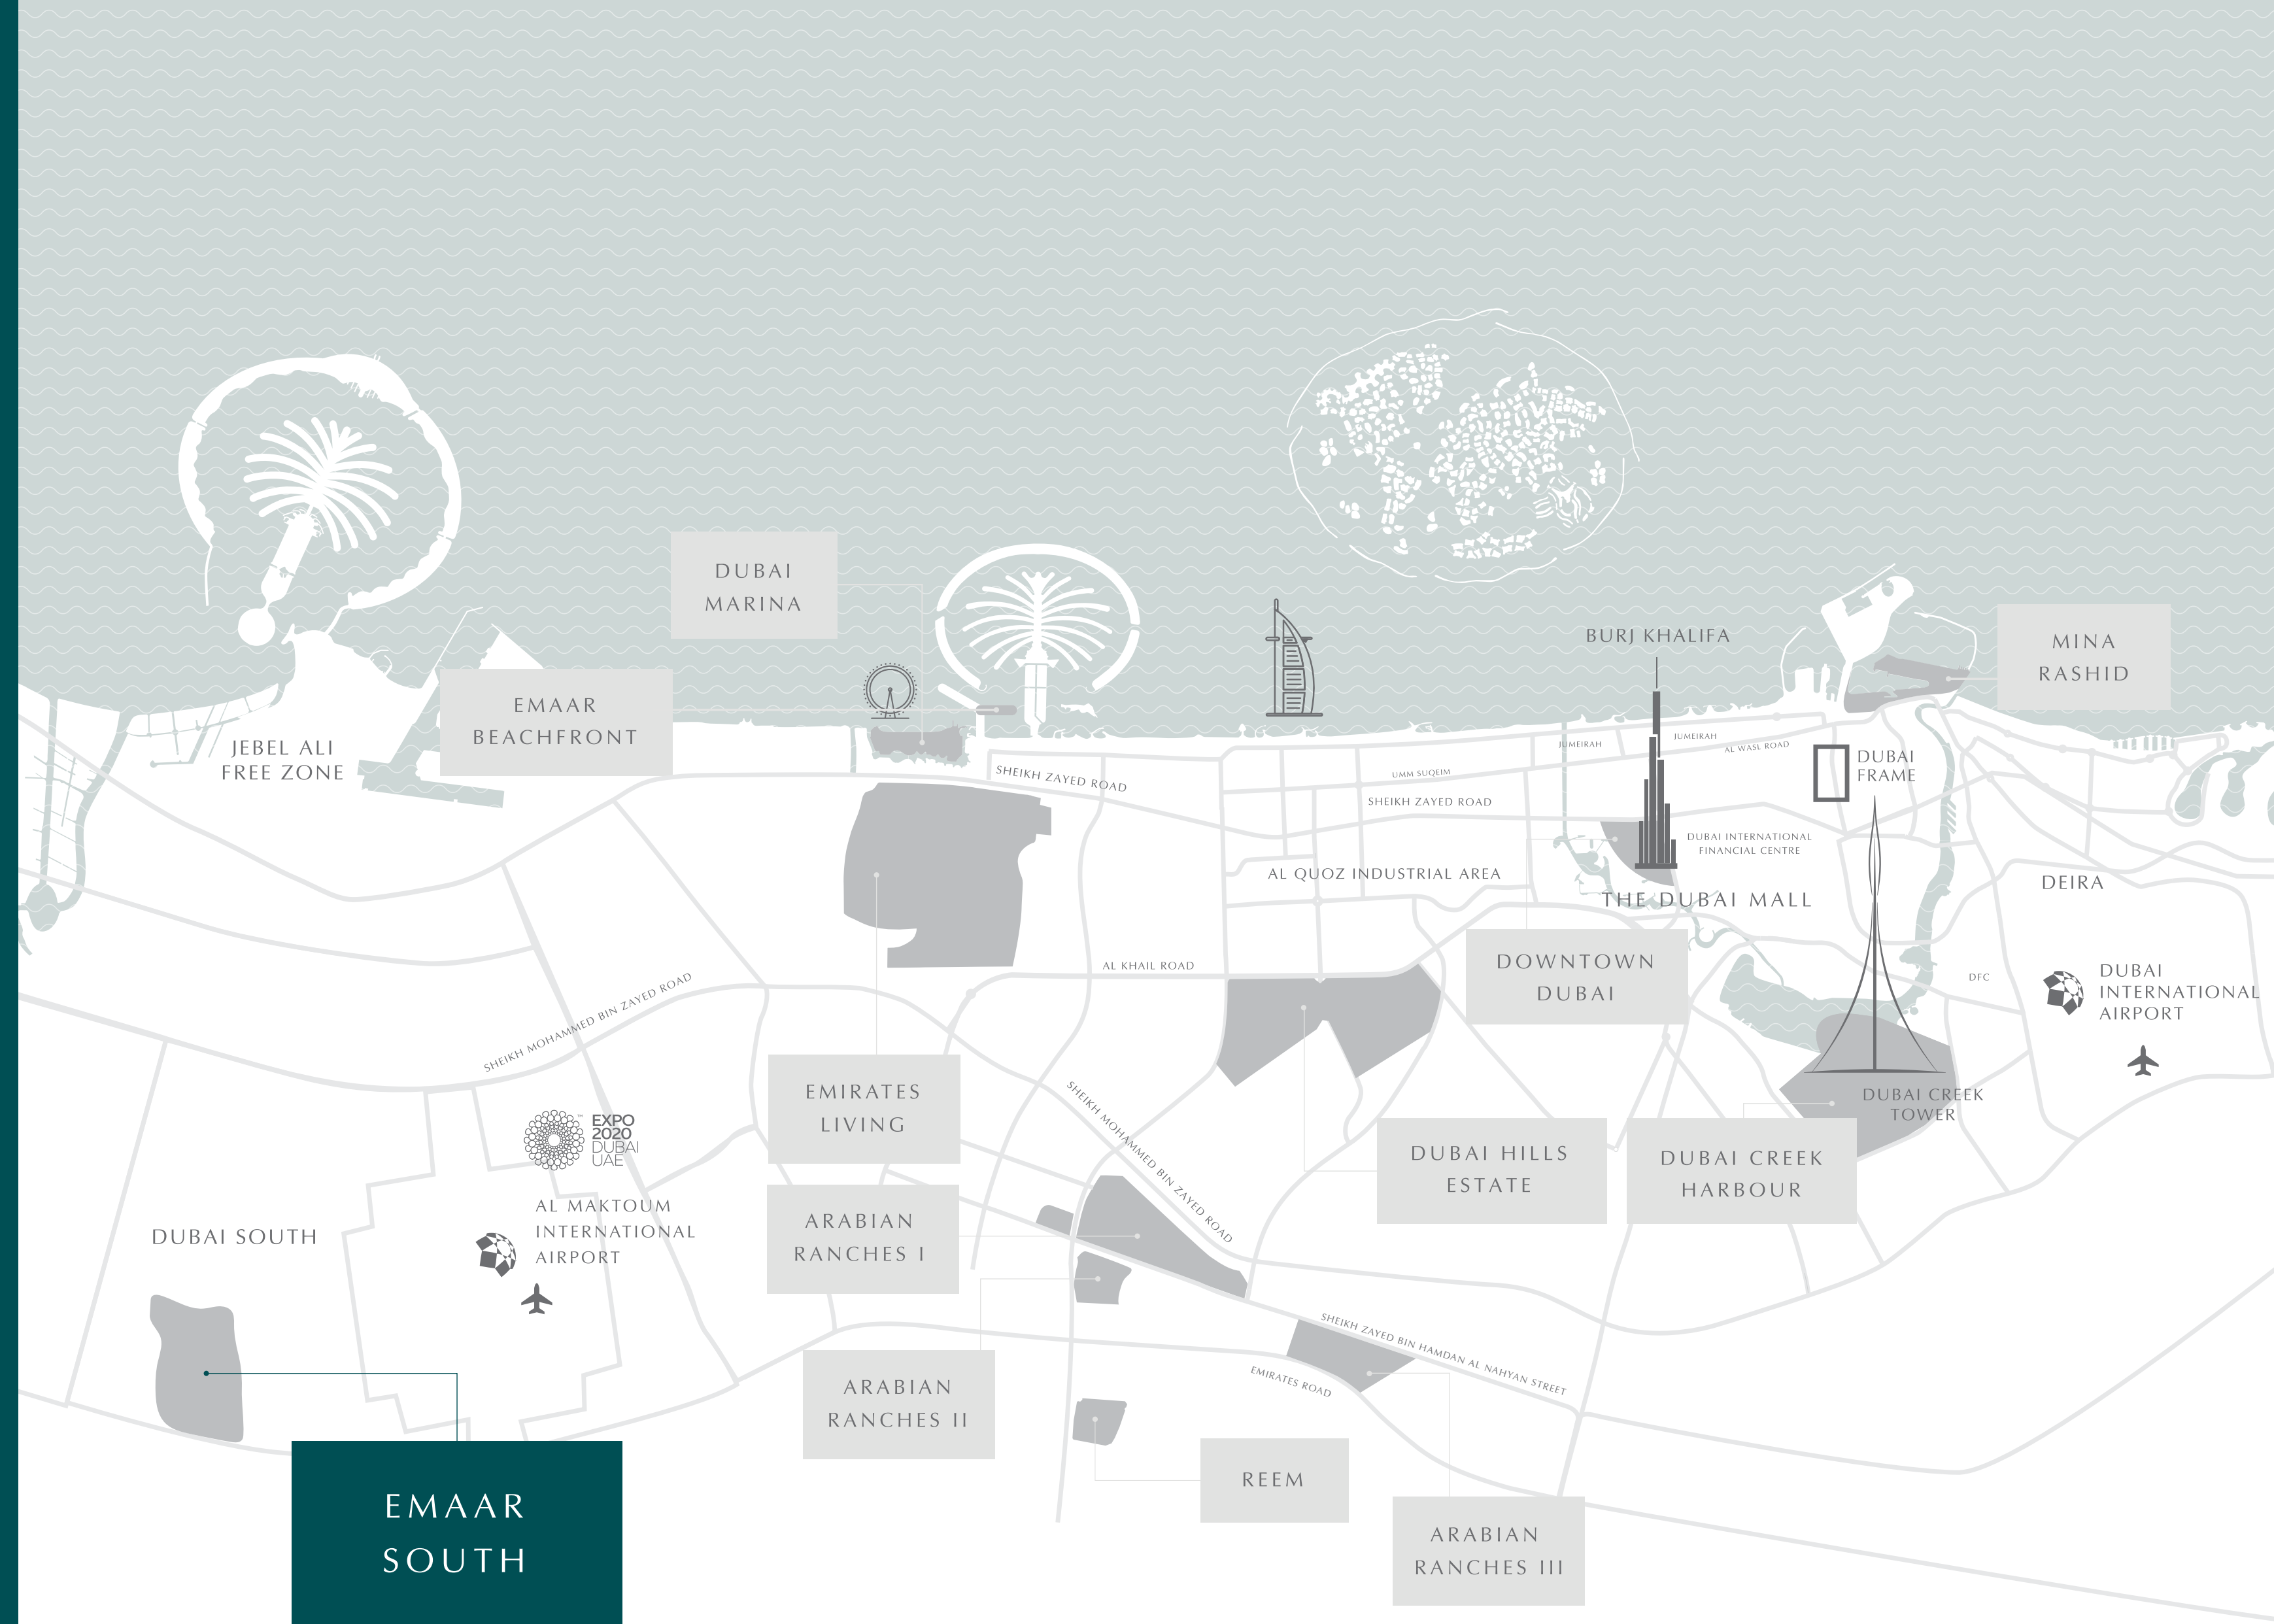 DUBAI
MARINA
BURJ KHALIFA
MINA
RASHID
EMAAR
BEACHFRONT
JEBEL ALI
FREE ZONE
JUMEIRAH
JUMEIRAH
AL WASL ROAD
DUBAI
FRAME
SHEIKH ZAYED ROAD
UMM SUQEIM
SHEIKH ZAYED ROAD
DUBAI INTERNATIONAL
FINANCIAL CENTRE
AL QUOZ INDUSTRIAL AREA
THE DUBAI MALL
DEIRA
DOWNTOWN
DUBAI
AL KHAIL ROAD
DFC
DUBAI
INTERNATIONAL
AIRPORT
SHEIKH MOHAMMED BIN ZAYED ROAD
EMIRATES
LIVING
SHEIKH MOHAMMED BIN ZAYED ROAD
DUBAI CREEK
TOWER
EXPO
2020
DUBAI
UAE
™
DUBAI HILLS
ESTATE
DUBAI CREEK
HARBOUR
AL MAKTOUM
INTERNATIONAL
AIRPORT
DUBAI SOUTH
ARABIAN
RANCHES I
SHEIKH ZAYED BIN HAMDAN AL NAHYAN STREET
EMIRATES ROAD
ARABIAN
RANCHES II
REEM
EMAAR
SOUTH
ARABIAN
RANCHES III